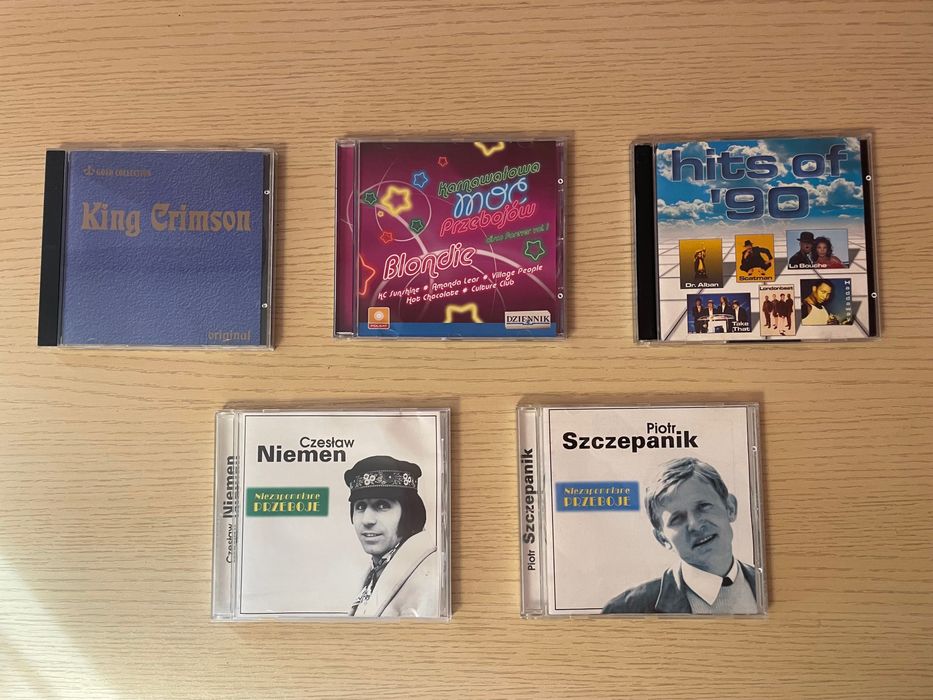 GOLD COLLECTION
King Crimson
original
Karnawałowa
moc
Przebojów
Disco Forever vol.1
Blondie
KC Sunshine * Amanda Lear * Village People
Hot Chocolate * Culture Club
POLSAT
DZIENNIK
hits of
'90
Dr. Alban
Scatman
La Bouche
Take
That
Londonbeat
Haddaway
Czesław
Niemen
Niezapomniane
PRZEBOJE
Czesław Niemen
Piotr
Szczepanik
Niezapomniane
PRZEBOJE
Piotr Szczepanik